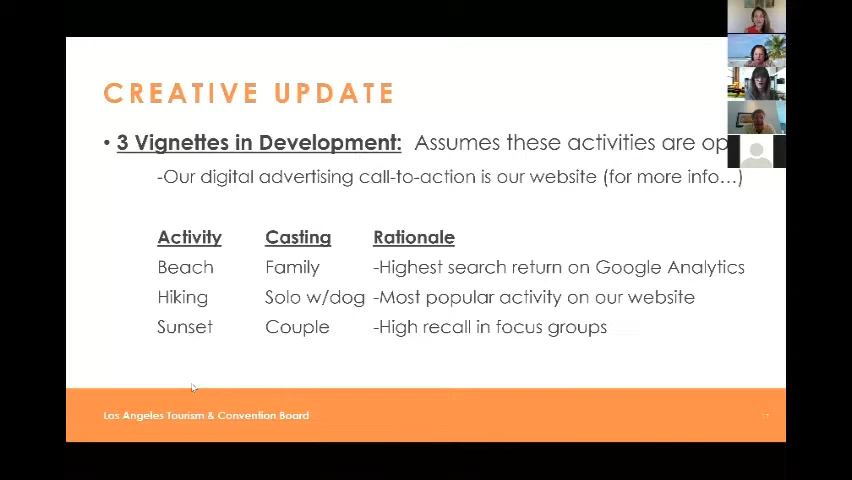 CREATIVE UPDATE
• 3 Vignettes in Development: Assumes these activities are op
-Our digital advertising call-to-action is our website (for more info…)
Activity Casting Rationale
Beach Family -Highest search return on Google Analytics
Hiking Solo w/dog -Most popular activity on our website
Sunset Couple -High recall in focus groups
Los Angeles Tourism & Convention Board